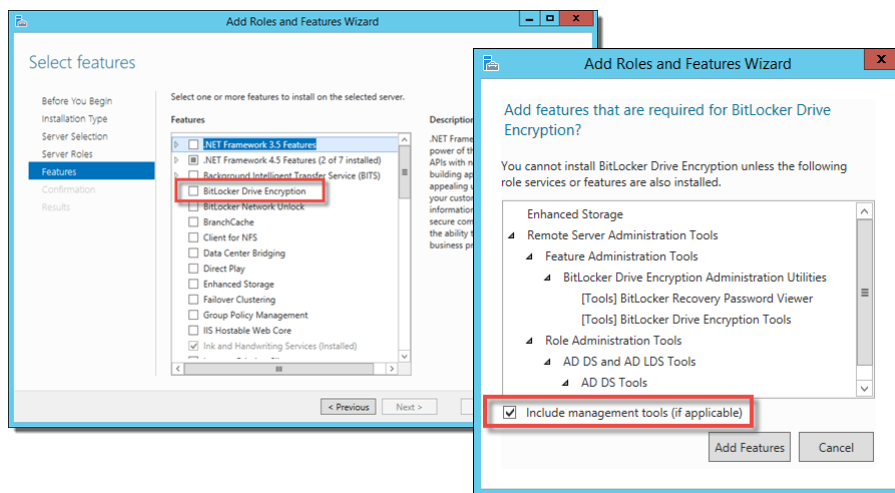 Add Roles and Features Wizard
Select features
Before You Begin
Installation Type
Server Selection
Server Roles
Features
Confirmation
Results
Select one or more features to install on the selected server.
Features
.NET Framework 3.5 Features
.NET Framework 4.5 Features (2 of 7 installed)
Background Intelligent Transfer Service (BITS)
BitLocker Drive Encryption
BitLocker Network Unlock
BranchCache
Client for NFS
Data Center Bridging
Direct Play
Enhanced Storage
Failover Clustering
Group Policy Management
IIS Hostable Web Core
Ink and Handwriting Services (Installed)
Description
.NET Frame
power of th
APIs with n
building ap
appealing u
your custom
information
secure com
the ability t
business pr
< Previous
Next >
Add Roles and Features Wizard
Add features that are required for BitLocker Drive
Encryption?
You cannot install BitLocker Drive Encryption unless the following
role services or features are also installed.
Enhanced Storage
Remote Server Administration Tools
Feature Administration Tools
BitLocker Drive Encryption Administration Utilities
[Tools] BitLocker Recovery Password Viewer
[Tools] BitLocker Drive Encryption Tools
Role Administration Tools
AD DS and AD LDS Tools
AD DS Tools
Include management tools (if applicable)
Add Features
Cancel